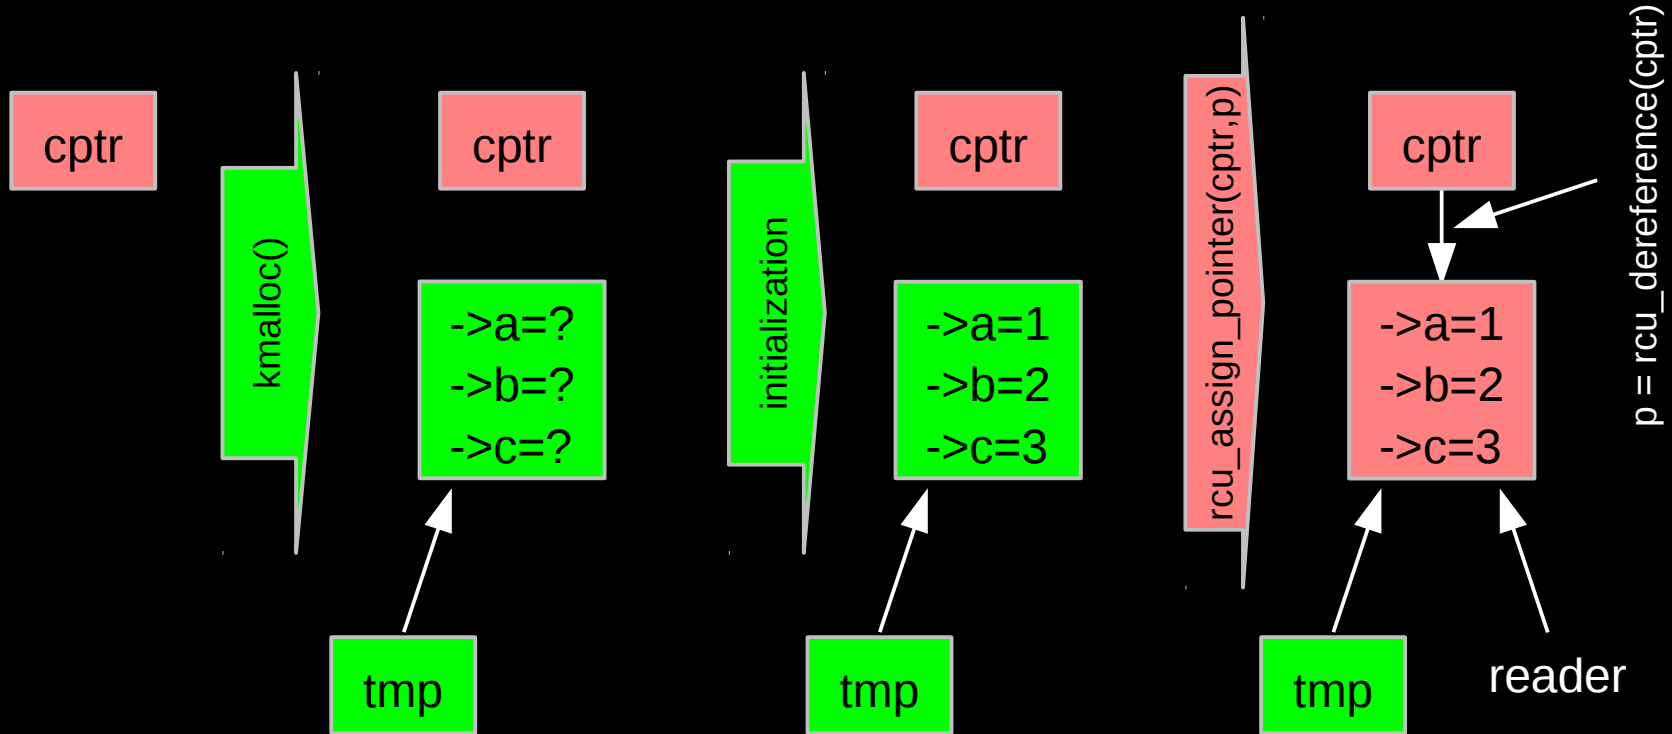 cptr
kmalloc()
cptr
->a=?
->b=?
->c=?
tmp
initialization
cptr
->a=1
->b=2
->c=3
tmp
rcu_assign_pointer(cptr,p)
cptr
->a=1
->b=2
->c=3
tmp
reader
p = rcu_dereference(cptr)